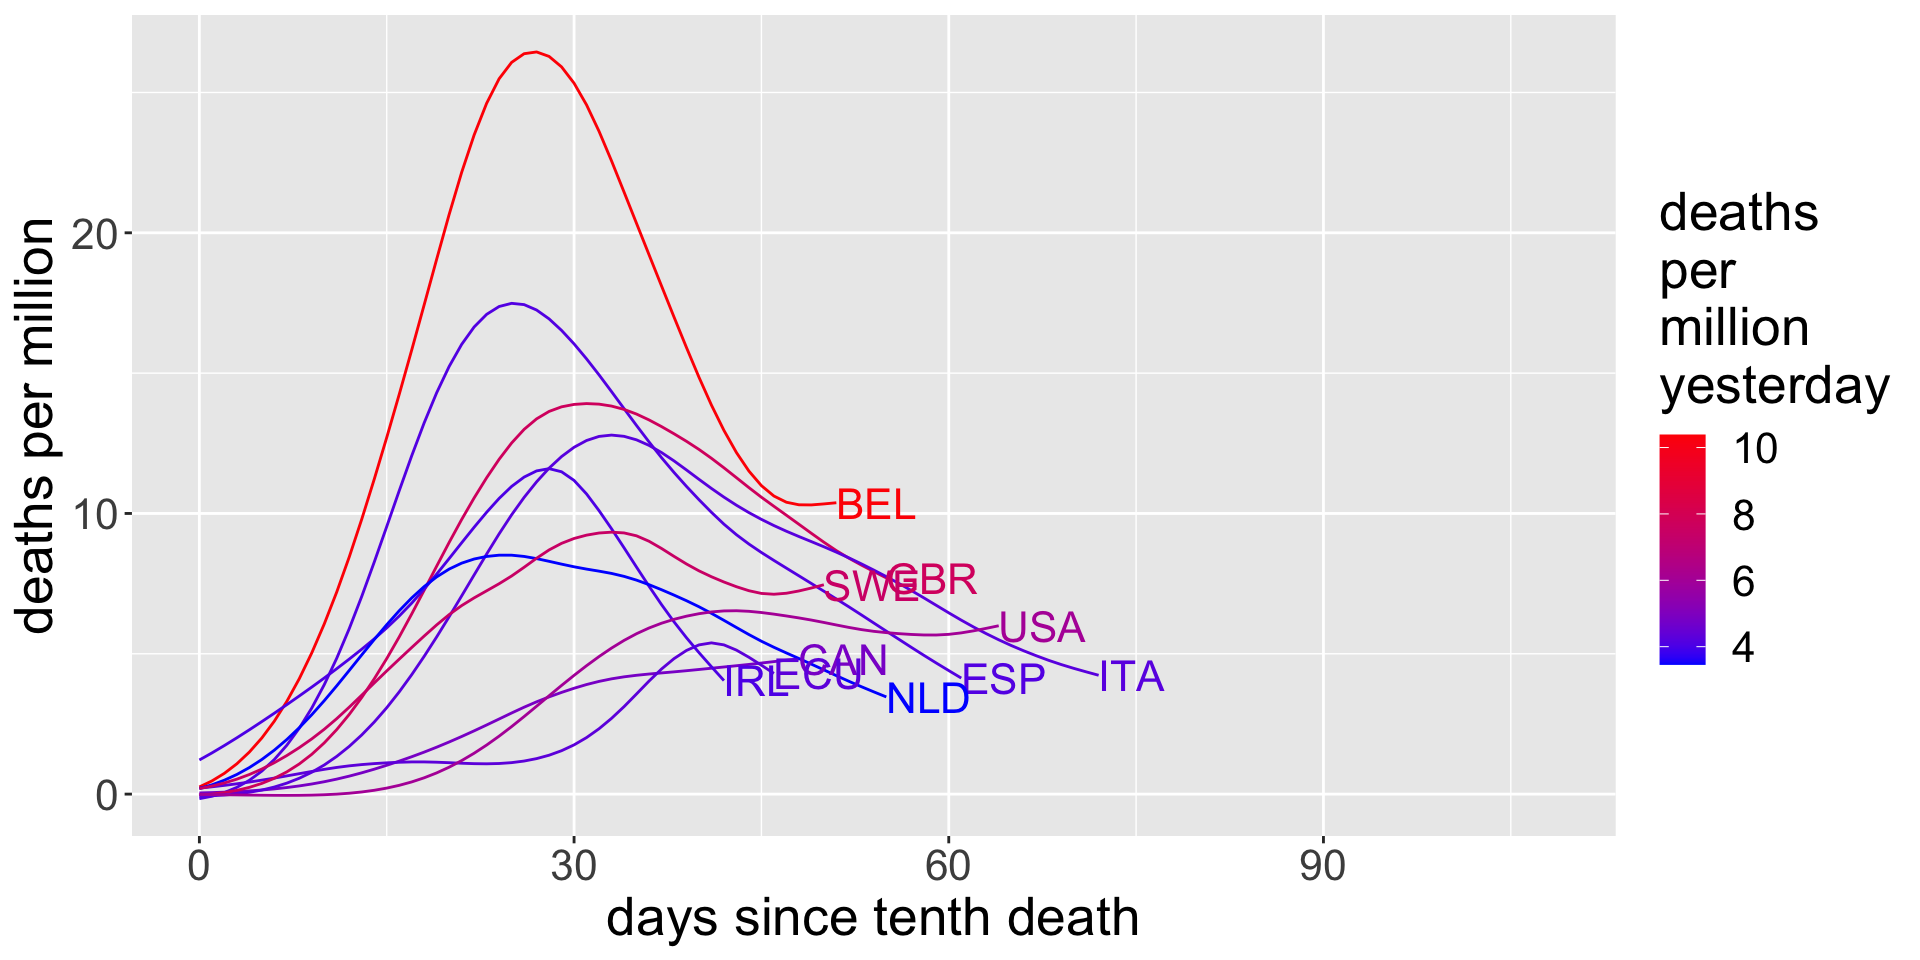 deaths per million
20
10
0
0
30
60
90
days since tenth death
BEL
SWE
GBR
USA
CAN
ECU
IRL
NLD
ESP
ITA
deaths
per
million
yesterday
10
8
6
4